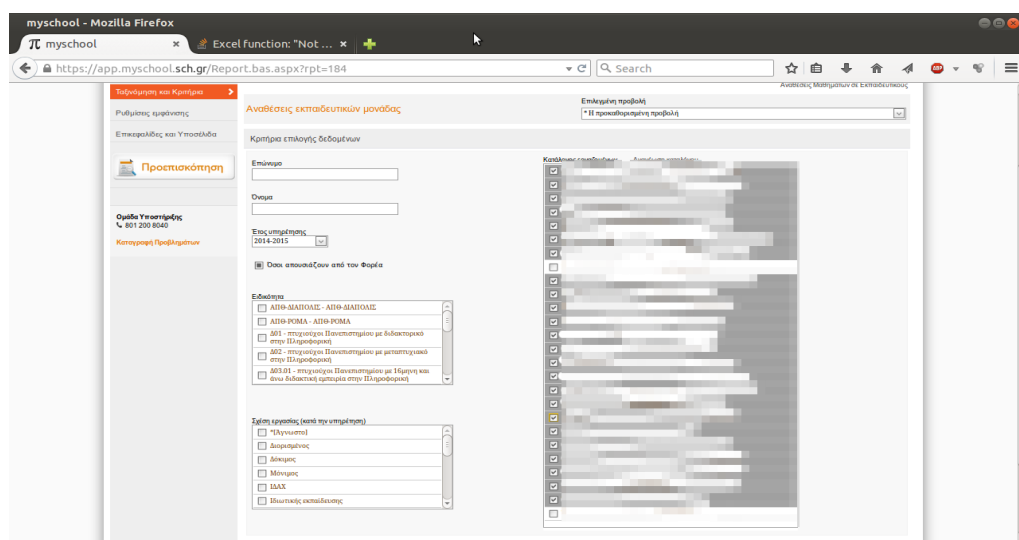 myschool - Mozilla Firefox
myschool
Excel function: "Not ...
https://app.myschool.sch.gr/Report.bas.aspx?rpt=184
Search
Ταξινόμηση και Κριτήρια
Ρυθμίσεις εμφάνισης
Επικεφαλίδες και Υποσέλιδα
Προεπισκόπηση
Ομάδα Υποστήριξης
801 200 8040
Καταγραφή Προβλημάτων
Αναθέσεις Μαθημάτων σε Εκπαιδευτικούς
Αναθέσεις εκπαιδευτικών μονάδας
Επιλεγμένη προβολή
* Η προκαθορισμένη προβολή
Κριτήρια επιλογής δεδομένων
Επώνυμο
Όνομα
Έτος υπηρέτησης
2014-2015
Όσοι απουσιάζουν από τον Φορέα
Ειδικότητα
ΑΠΘ-ΔΙΑΠΟΛΙΣ - ΑΠΘ-ΔΙΑΠΟΛΙΣ
ΑΠΘ-ΡΟΜΑ - ΑΠΘ-ΡΟΜΑ
Δ01 - πτυχιούχοι Πανεπιστημίου με διδακτορικό
στην Πληροφορική
Δ02 - πτυχιούχοι Πανεπιστημίου με μεταπτυχιακό
στην Πληροφορική
Δ03.01 - πτυχιούχοι Πανεπιστημίου με 16μηνη και
άνω διδακτική εμπειρία στην Πληροφορική
Σχέση εργασίας (κατά την υπηρέτηση)
*[Άγνωστο]
Διορισμένος
Δόκιμος
Μόνιμος
ΙΔΑΧ
Ιδιωτικής εκπαίδευσης